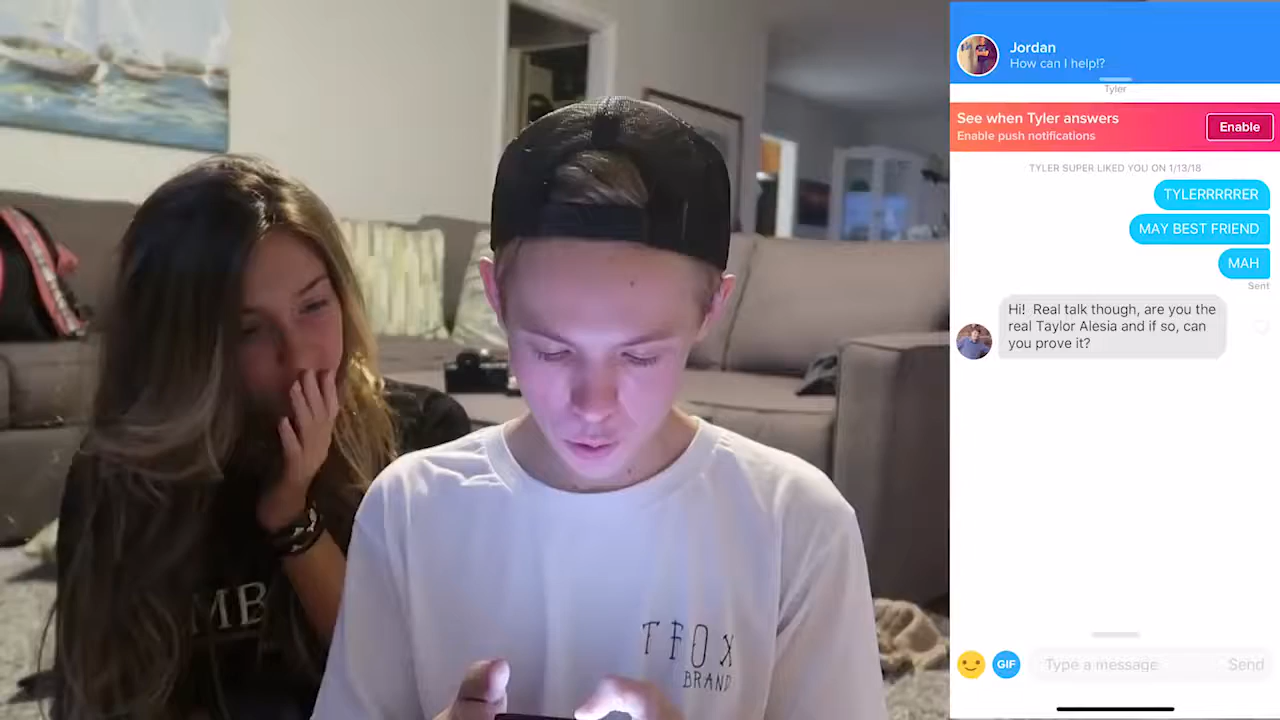 Jordan
How can I help!?
Tyler
See when Tyler answers
Enable push notifications
Enable
TYLER SUPER LIKED YOU ON 1/13/18
TYLERRRRRER
MAY BEST FRIEND
MAH
Sent
Hi! Real talk though, are you the
real Taylor Alesia and if so, can
you prove it?
GIF
Type a message
Send
MB
TFOX
BRAND